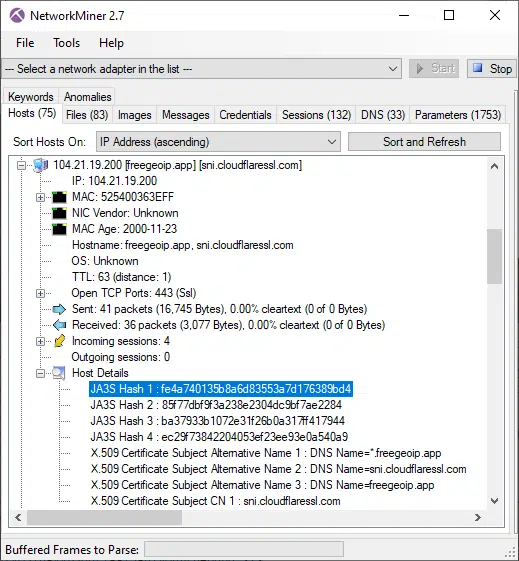 NetworkMiner 2.7
File Tools Help
--- Select a network adapter in the list ---
Start
Stop
Keywords Anomalies
Hosts (75) Files (83) Images Messages Credentials Sessions (132) DNS (33) Parameters (1753)
Sort Hosts On: IP Address (ascending) Sort and Refresh
104.21.19.200 [freegeoip.app] [sni.cloudflaressl.com]
IP: 104.21.19.200
MAC: 525400363EFF
NIC Vendor: Unknown
MAC Age: 2000-11-23
Hostname: freegeoip.app, sni.cloudflaressl.com
OS: Unknown
TTL: 63 (distance: 1)
Open TCP Ports: 443 (Ssl)
Sent: 41 packets (16,745 Bytes), 0.00% cleartext (0 of 0 Bytes)
Received: 36 packets (3,077 Bytes), 0.00% cleartext (0 of 0 Bytes)
Incoming sessions: 4
Outgoing sessions: 0
Host Details
JA3S Hash 1 : fe4a740135b8a6d83553a7d176389bd4
JA3S Hash 2 : 85f77dbf9f3a238e2304dc9bf7ae2284
JA3S Hash 3 : ba37933b1072e31f26b0a317ff417944
JA3S Hash 4 : ec29f73842204053ef23ee93e0a540a9
X.509 Certificate Subject Alternative Name 1 : DNS Name=*.freegeoip.app
X.509 Certificate Subject Alternative Name 2 : DNS Name=sni.cloudflaressl.com
X.509 Certificate Subject Alternative Name 3 : DNS Name=freegeoip.app
X.509 Certificate Subject CN 1 : sni.cloudflaressl.com
Buffered Frames to Parse: